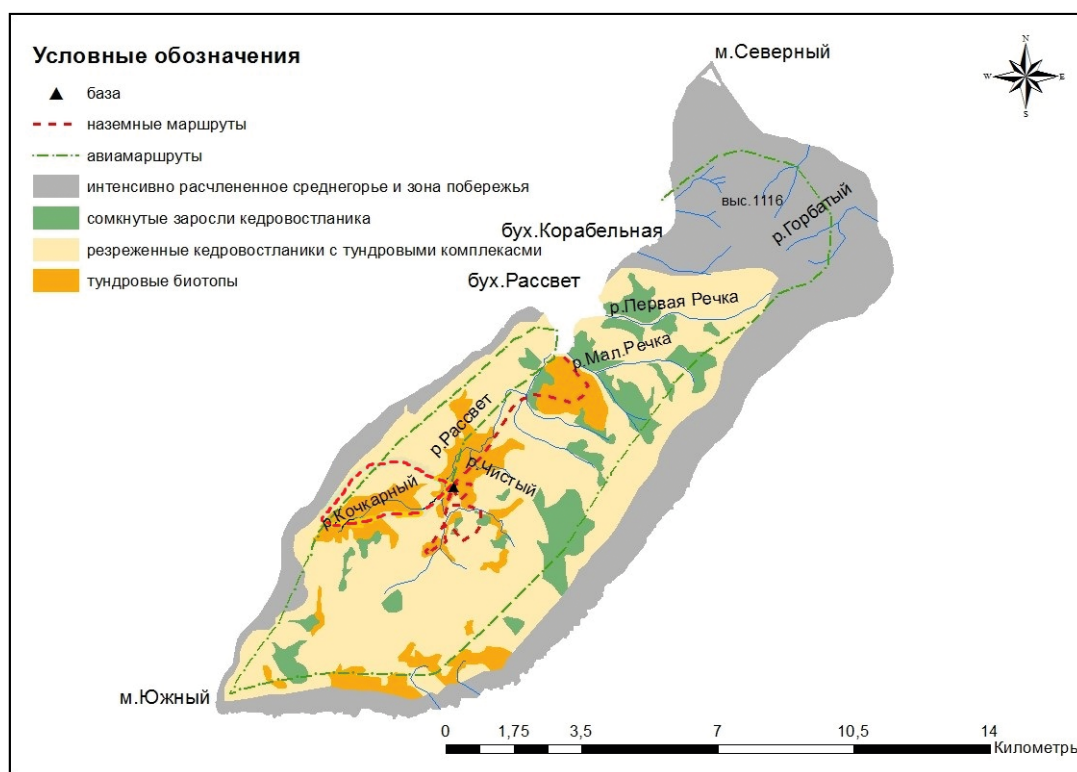 Условные обозначения
база
наземные маршруты
авиамаршруты
интенсивно расчлененное среднегорье и зона побережья
сомкнутые заросли кедровостланика
резреженные кедровостланики с тундровыми комплекасми
тундровые биотопы
м.Северный
N
W
E
S
выс.1116
р.Горбатый
бух.Корабельная
бух.Рассвет
р.Первая Речка
р.Мал.Речка
р.Рассвет
р.Чистый
р.Кочкарный
м.Южный
0 1,75 3,5 7 10,5 14
Километры